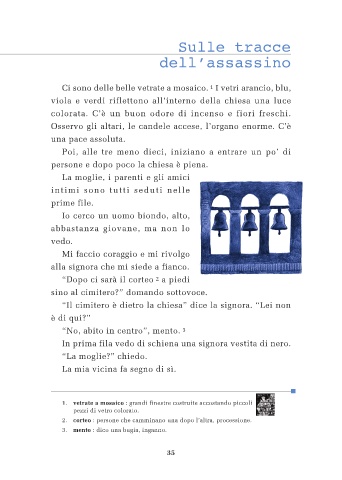 Sulle tracce
dell'assassino
Ci sono delle belle vetrate a mosaico. 1 I vetri arancio, blu,
viola e verdi riflettono all'interno della chiesa una luce
colorata. C'è un buon odore di incenso e fiori freschi.
Osservo gli altari, le candele accese, l'organo enorme. C'è
una pace assoluta.
Poi, alle tre meno dieci, iniziano a entrare un po' di
persone e dopo poco la chiesa è piena.
La moglie, i parenti e gli amici
intimi sono tutti seduti nelle
prime file.
Io cerco un uomo biondo, alto,
abbastanza giovane, ma non lo
vedo.
Mi faccio coraggio e mi rivolgo
alla signora che mi siede a fianco.
"Dopo ci sarà il corteo 2 a piedi
sino al cimitero?" domando sottovoce.
"Il cimitero è dietro la chiesa" dice la signora, "Lei non
è di qui?"
"No, abito in centro", mento. 3
In prima fila vedo di schiena una signora vestita di nero.
"La moglie?" chiedo.
La mia vicina fa segno di sì.
1. vetrate a mosaico : grandi finestre costruite accostando piccoli
pezzi di vetro colorato.
2. corteo : persone che camminano una dopo l'altra, processione.
3. mento : dico una bugia, inganno.
35